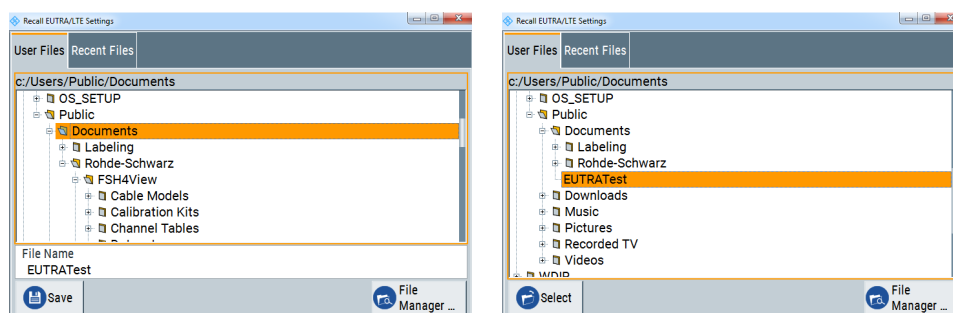 Recall EUTRA/LTE Settings
User Files Recent Files
c:/Users/Public/Documents
OS_SETUP
Public
Documents
Labeling
Rohde-Schwarz
FSH4View
Cable Models
Calibration Kits
Channel Tables
File Name
EUTRATest
Save
File
Manager ...
Recall EUTRA/LTE Settings
User Files Recent Files
c:/Users/Public/Documents
OS_SETUP
Public
Documents
Labeling
Rohde-Schwarz
EUTRATest
Downloads
Music
Pictures
Recorded TV
Videos
WDIR
Select
File
Manager ...